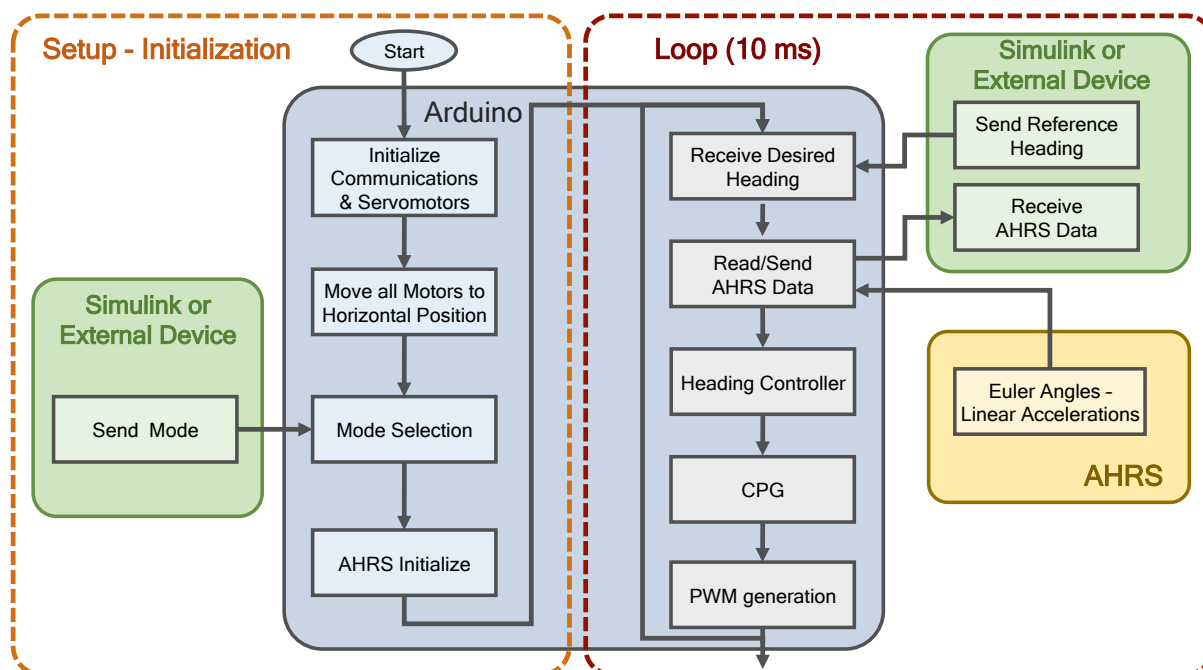 Setup - Initialization
Start
Loop (10 ms)
Simulink or
External Device
Arduino
Send Reference
Heading
Initialize
Communications
& Servomotors
Receive Desired
Heading
Receive
AHRS Data
Read/Send
AHRS Data
Move all Motors to
Horizontal Position
Simulink or
External Device
Heading Controller
Euler Angles -
Linear Accelerations
Send Mode
Mode Selection
AHRS
CPG
AHRS Initialize
PWM generation